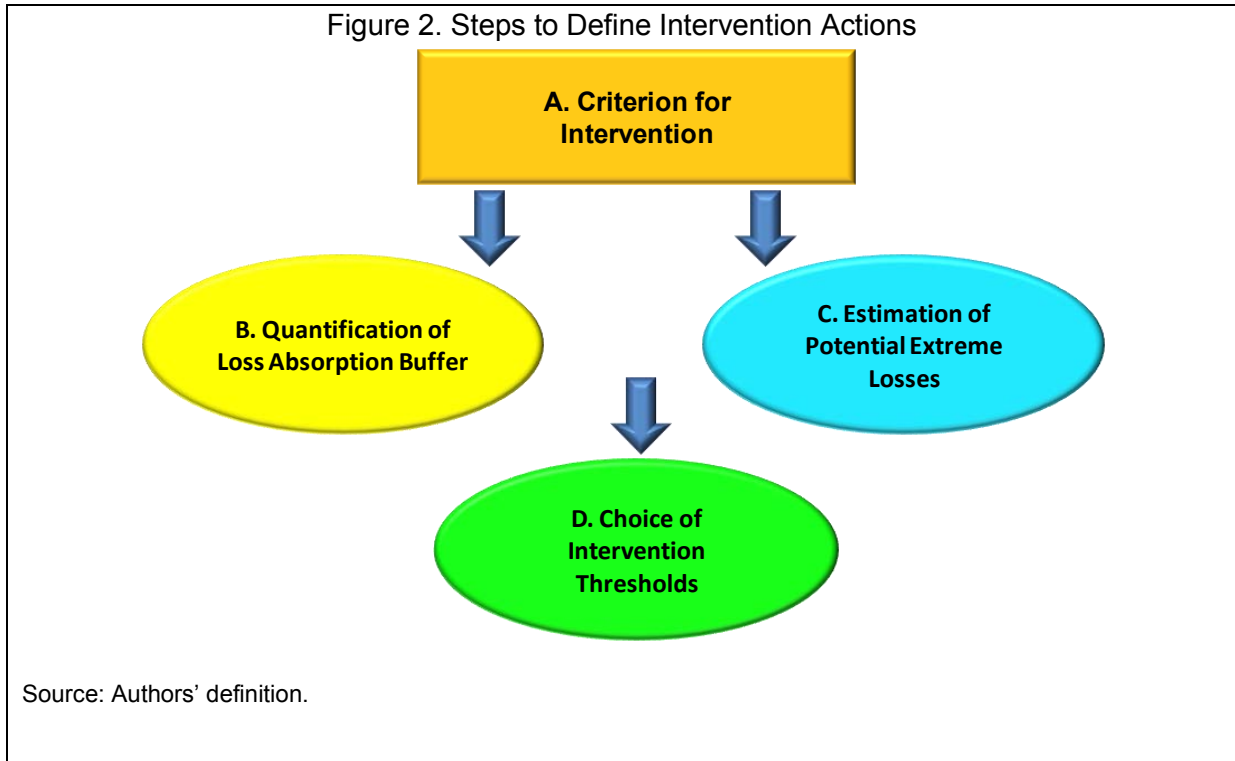 Figure 2. Steps to Define Intervention Actions
A. Criterion for
Intervention
B. Quantification of
Loss Absorption Buffer
C. Estimation of
Potential Extreme
Losses
D. Choice of
Intervention
Thresholds
Source: Authors’ definition.